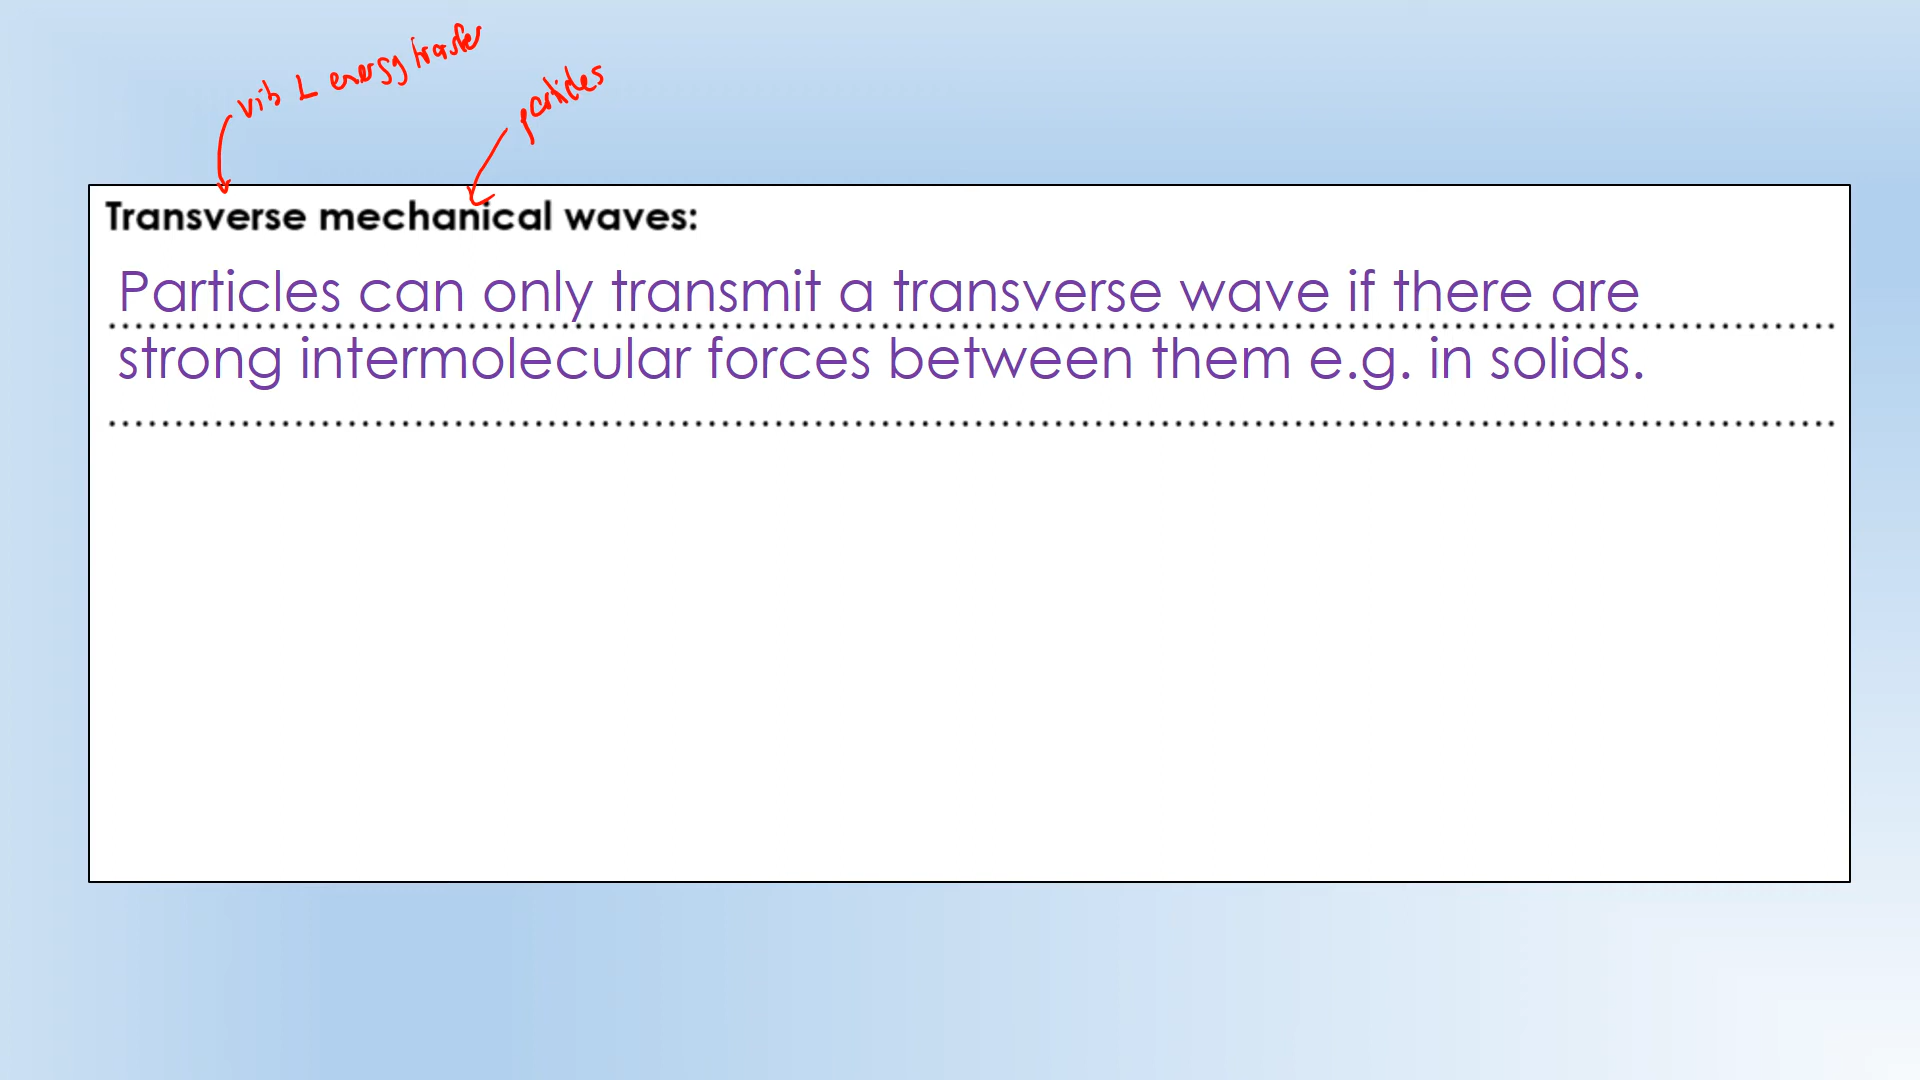 vib ⊥ energy transfer
particles
Transverse mechanical waves:
Particles can only transmit a transverse wave if there are
strong intermolecular forces between them e.g. in solids.